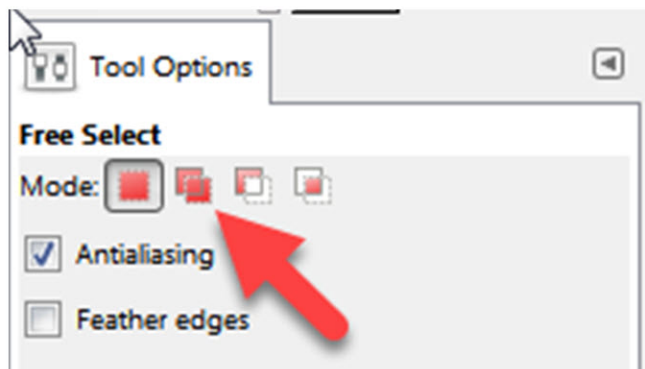 Tool Options
Free Select
Mode:
Antialiasing
Feather edges